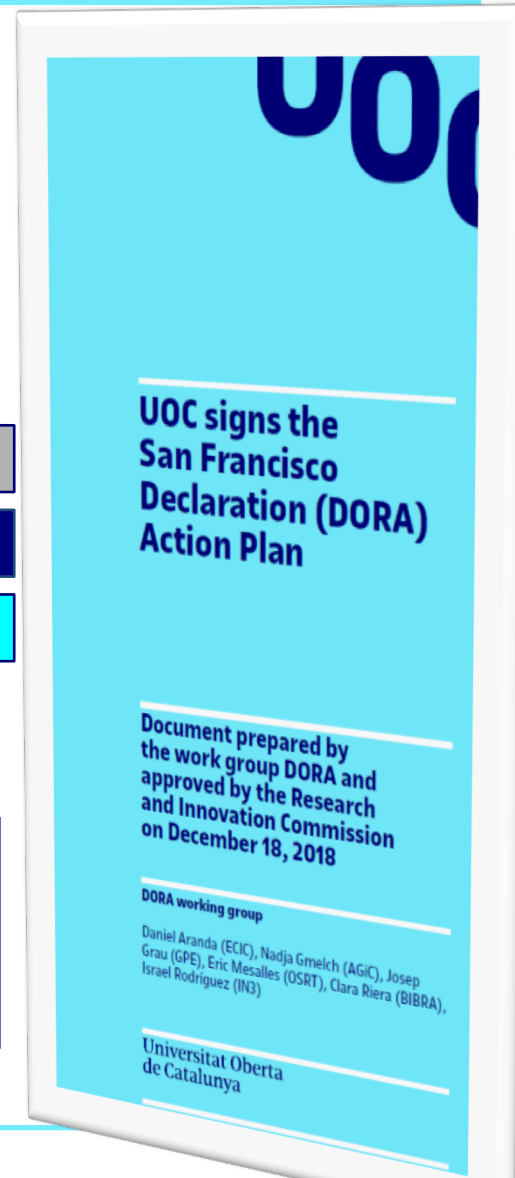 UOC
UOC signs the
San Francisco
Declaration (DORA)
Action Plan
Document prepared by
the work group DORA and
approved by the Research
and Innovation Commission
on December 18, 2018
DORA working group
Daniel Aranda (ECIC), Nadja Gmelch (AGiC), Josep
Grau (GPE), Eric Mesalles (OSRT), Clara Riera (BIBRA),
Israel Rodríguez (IN3)
Universitat Oberta
de Catalunya